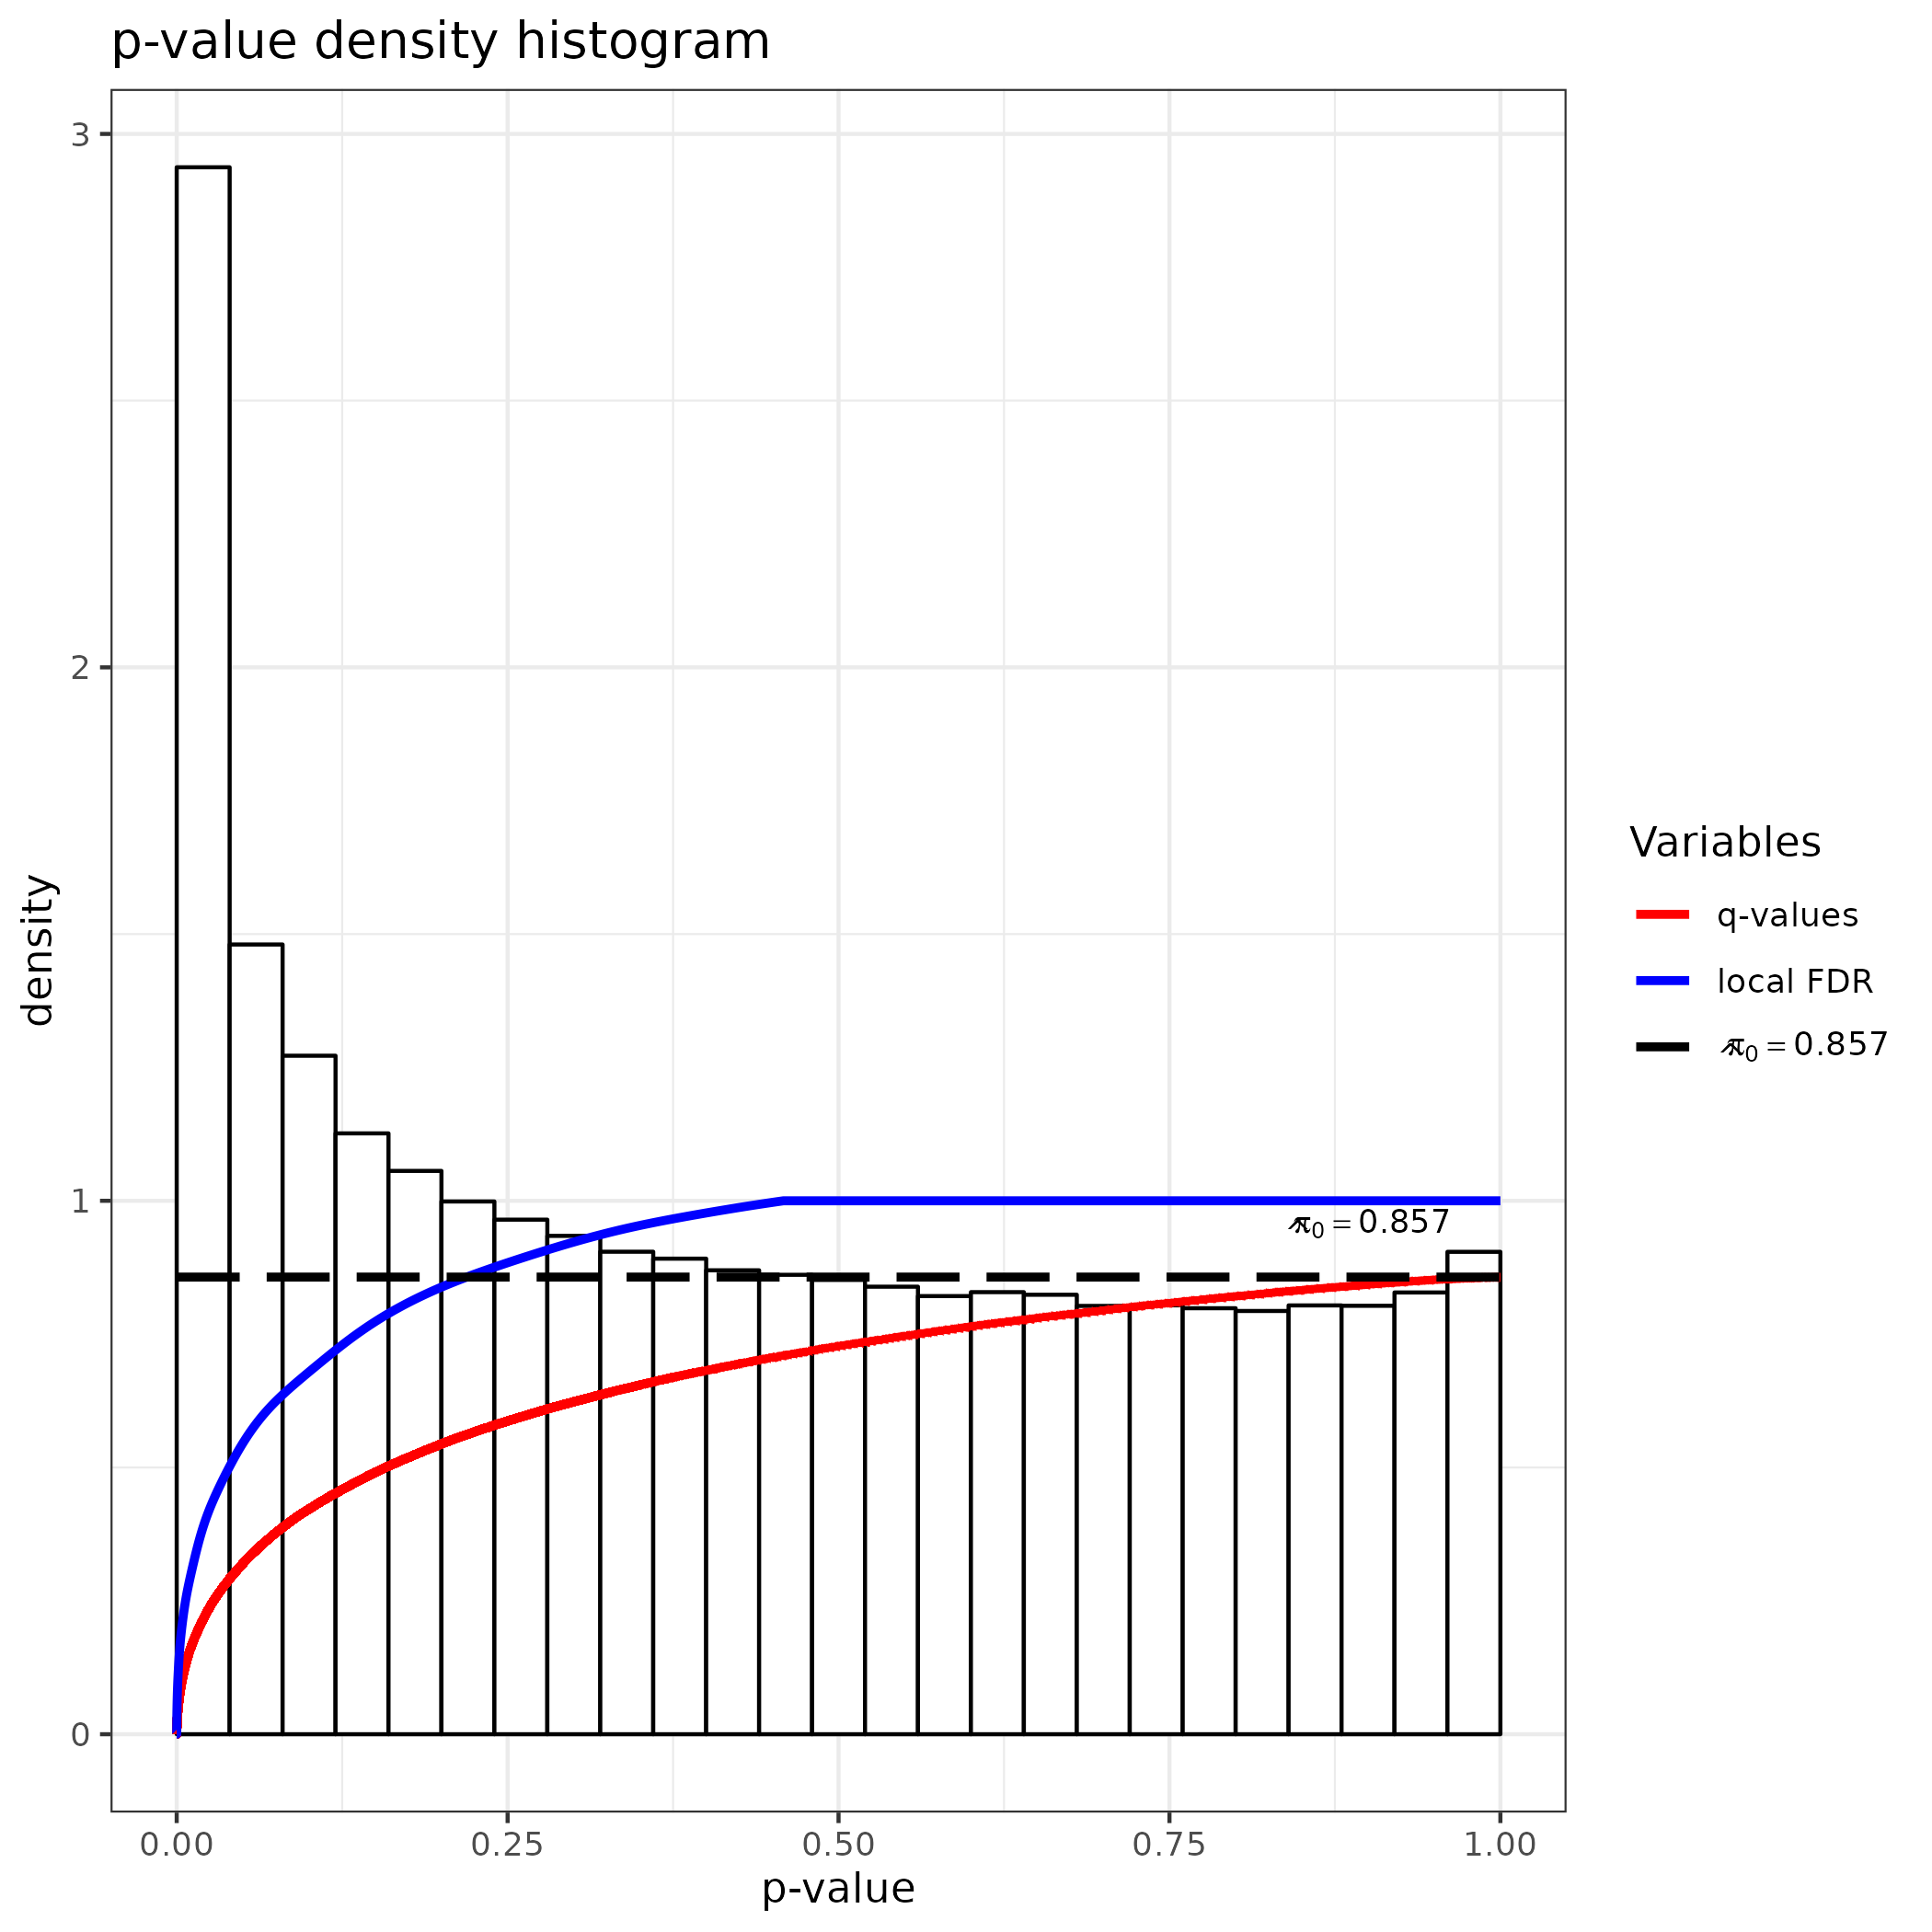 p-value density histogram
3
2
1
0
density
0.00 0.25 0.50 0.75 1.00
p-value
π̂₀ = 0.857
Variables
q-values
local FDR
π̂₀ = 0.857